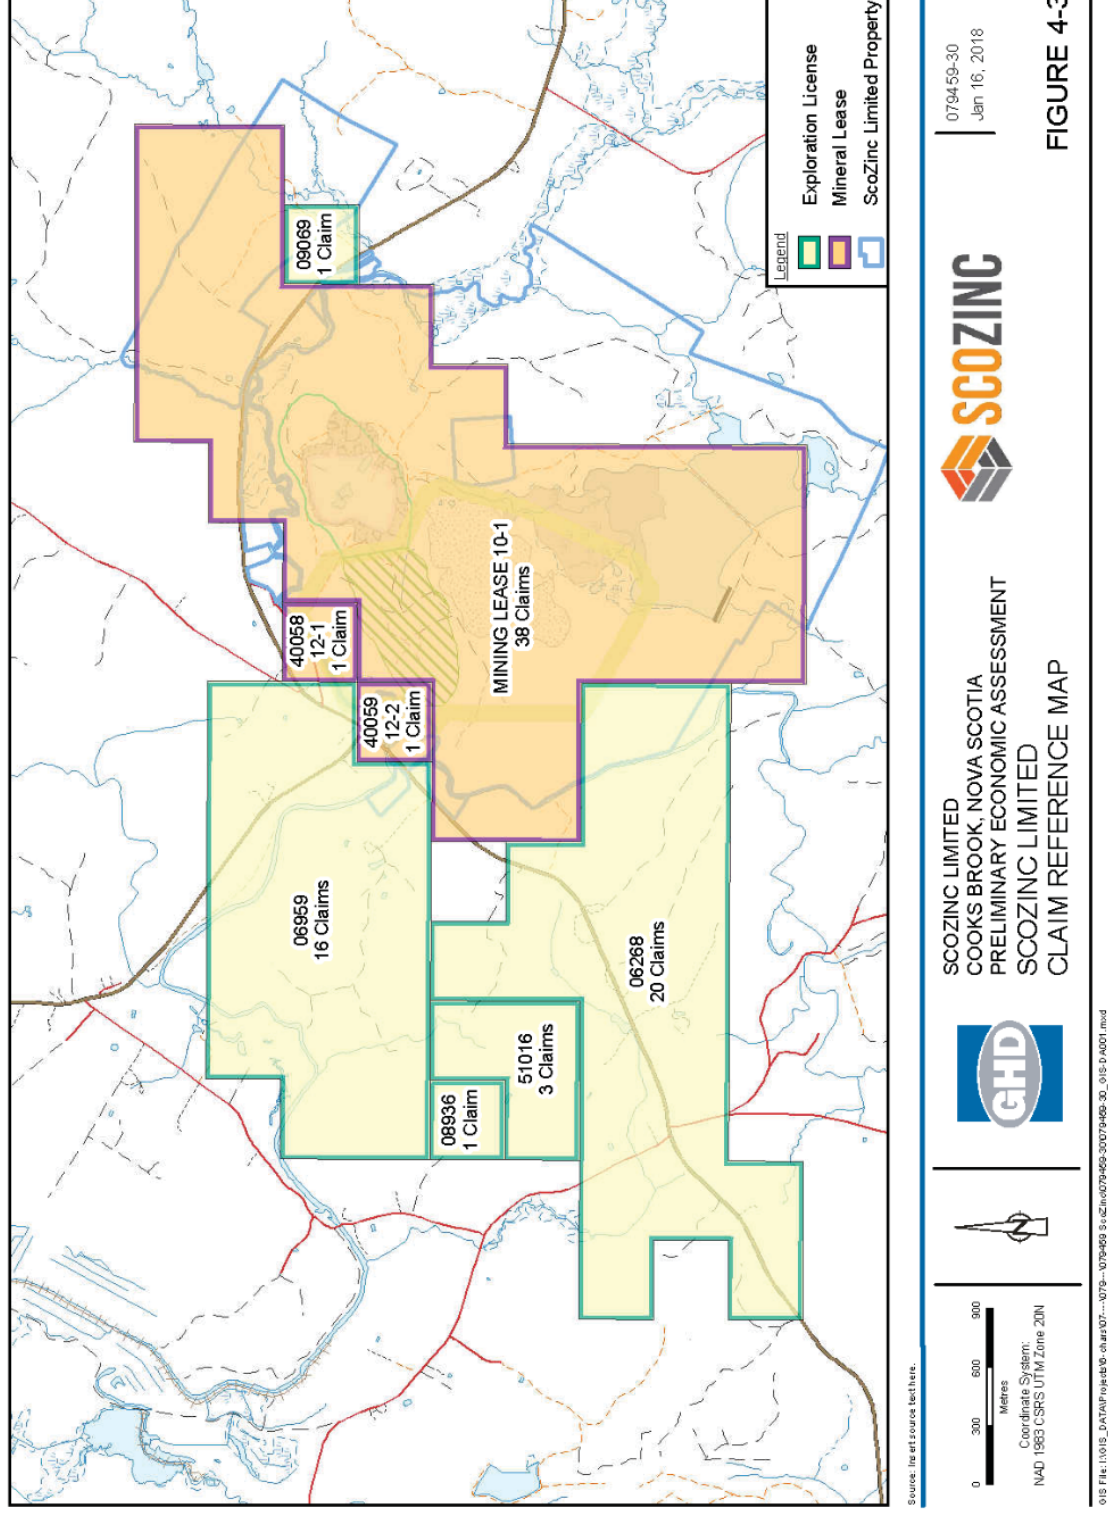 09069
1 Claim
40058
12-1
1 Claim
40059
12-2
1 Claim
MINING LEASE 10-1
38 Claims
06959
16 Claims
06268
20 Claims
51016
3 Claims
08936
1 Claim
Legend
Exploration License
Mineral Lease
ScoZinc Limited Property
Source: Insert source text here.
0
300
600
900
Metres
Coordinate System:
NAD 1983 CSRS UTM Zone 20N
N
GHD
SCOZINC LIMITED
COOKS BROOK, NOVA SCOTIA
PRELIMINARY ECONOMIC ASSESSMENT
SCOZINC LIMITED
CLAIM REFERENCE MAP
SCOZINC
079459-30
Jan 16, 2018
FIGURE 4-3